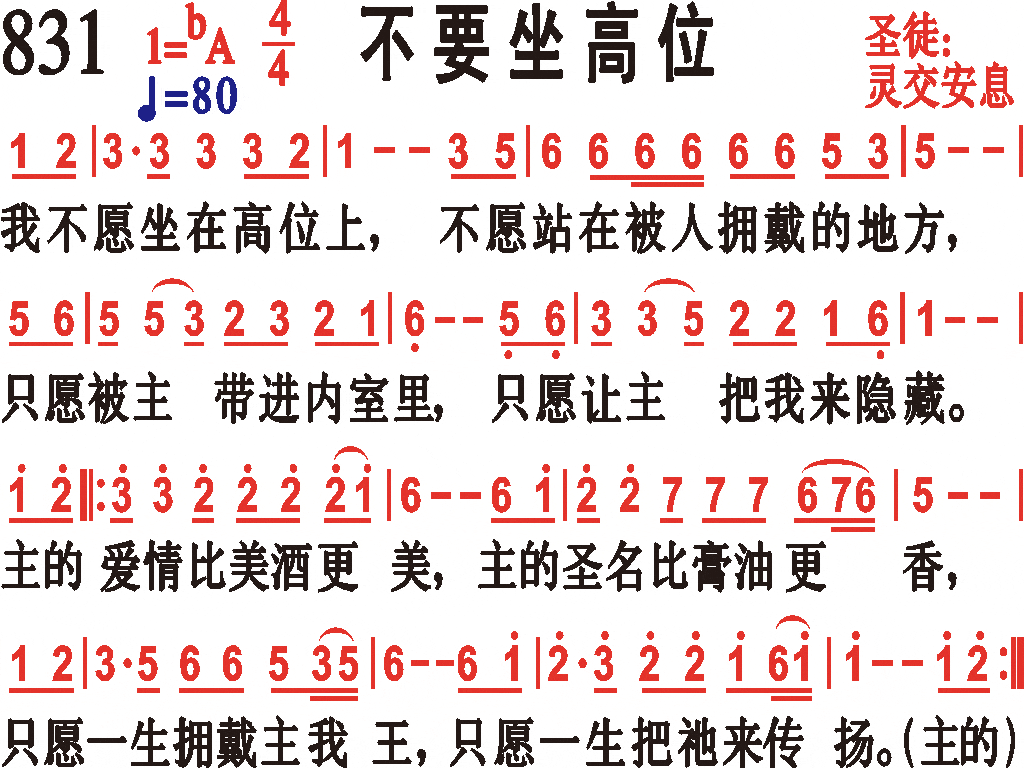 831 1=bA 4/4 不要坐高位 圣徒:
♩=80 灵交安息
1 2 | 3·3 3 3 2 | 1 - - 3 5 | 6 6 6 6 6 6 5 3 | 5 - - |
我不愿坐在高位上, 不愿站在被人拥戴的地方,
5 6 | 5 5 3 2 3 2 1 | 6̣ - - 5̣ 6̣ | 3 3 5 2 2 1 6̣ | 1 - - |
只愿被主 带进内室里, 只愿让主 把我来隐藏。
1̇ 2̇ ‖: 3̇ 3̇ 2̇ 2̇ 2̇ 2̇ 1̇ | 6 - - 6 1̇ | 2̇ 2̇ 7 7 7 6 7 6 | 5 - - |
主的 爱情比美酒更 美, 主的圣名比膏油更 香,
1 2 | 3·5 6 6 5 3 5 | 6 - - 6 1̇ | 2̇·3̇ 2̇ 2̇ 1̇ 6 1̇ | 1̇ - - 1̇ 2̇ :‖
只愿一生拥戴主我 王, 只愿一生把祂来传 扬。(主的)